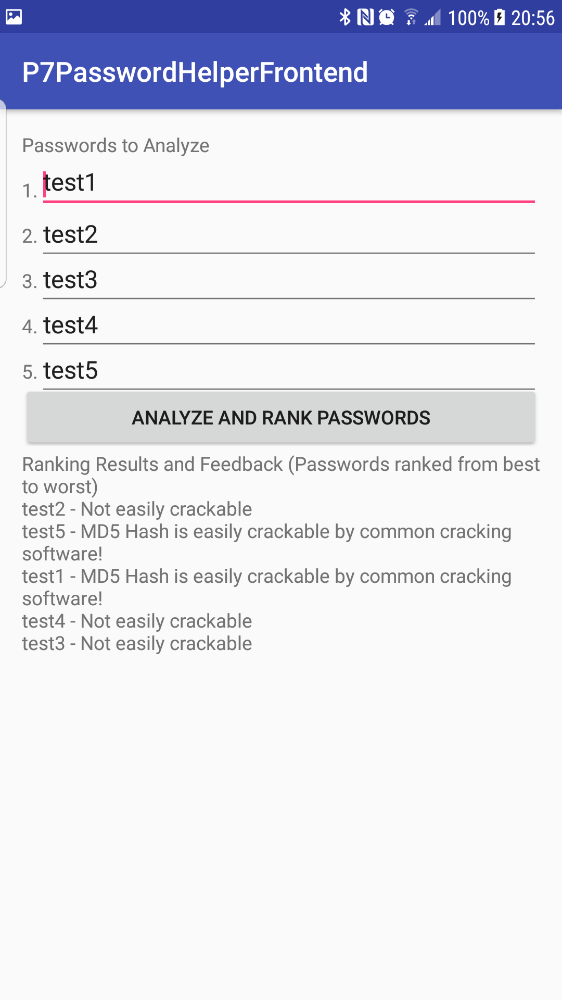 100% 20:56
P7PasswordHelperFrontend
Passwords to Analyze
1. test1
2. test2
3. test3
4. test4
5. test5
ANALYZE AND RANK PASSWORDS
Ranking Results and Feedback (Passwords ranked from best
to worst)
test2 - Not easily crackable
test5 - MD5 Hash is easily crackable by common cracking
software!
test1 - MD5 Hash is easily crackable by common cracking
software!
test4 - Not easily crackable
test3 - Not easily crackable